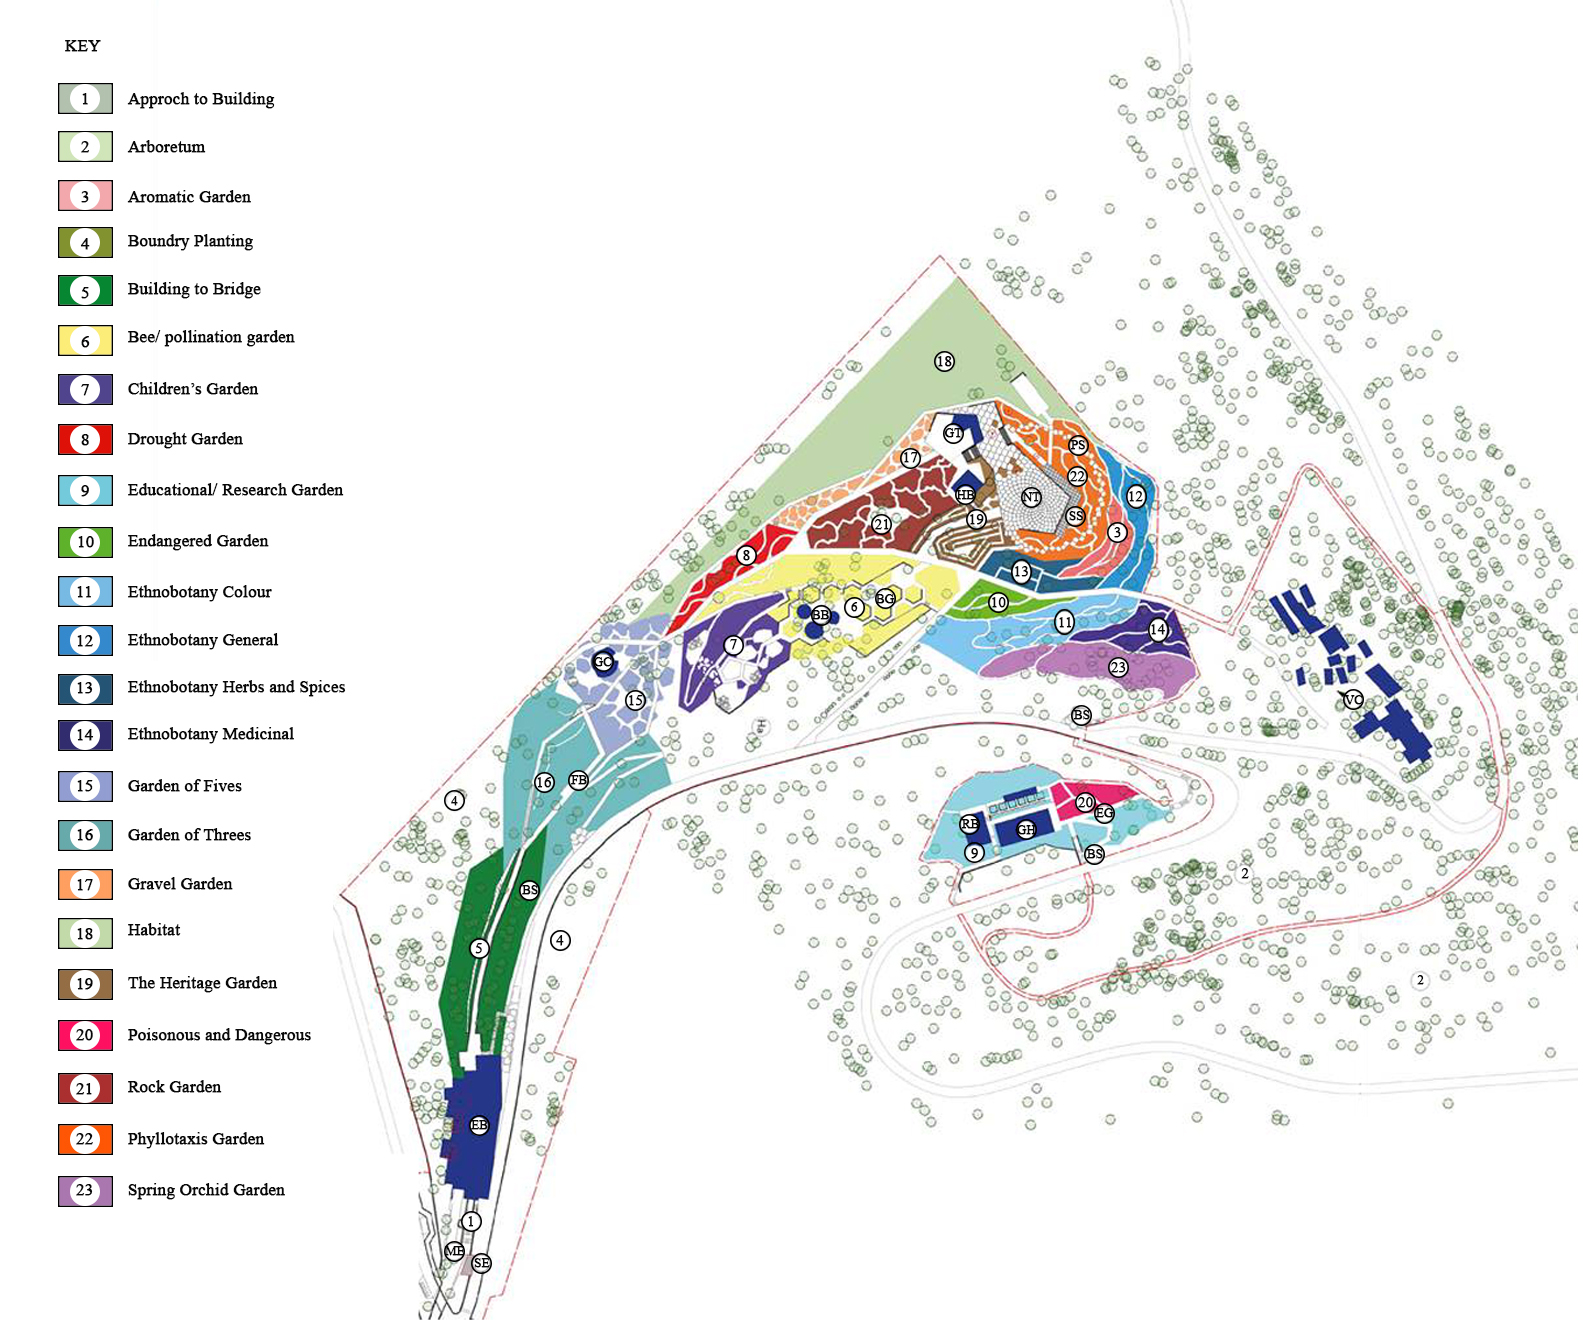 KEY
1 Approch to Building
2 Arboretum
3 Aromatic Garden
4 Boundry Planting
5 Building to Bridge
6 Bee/ pollination garden
7 Children's Garden
8 Drought Garden
9 Educational/ Research Garden
10 Endangered Garden
11 Ethnobotany Colour
12 Ethnobotany General
13 Ethnobotany Herbs and Spices
14 Ethnobotany Medicinal
15 Garden of Fives
16 Garden of Threes
17 Gravel Garden
18 Habitat
19 The Heritage Garden
20 Poisonous and Dangerous
21 Rock Garden
22 Phyllotaxis Garden
23 Spring Orchid Garden
18
GT
PS
17
22
HB
NT
12
19
SS
21
3
8
13
BG
10
6
BB
11
14
7
GC
23
15
VC
BS
16
FB
4
20
EG
RB
GH
9
BS
2
BS
4
5
2
EB
1
ME
SE